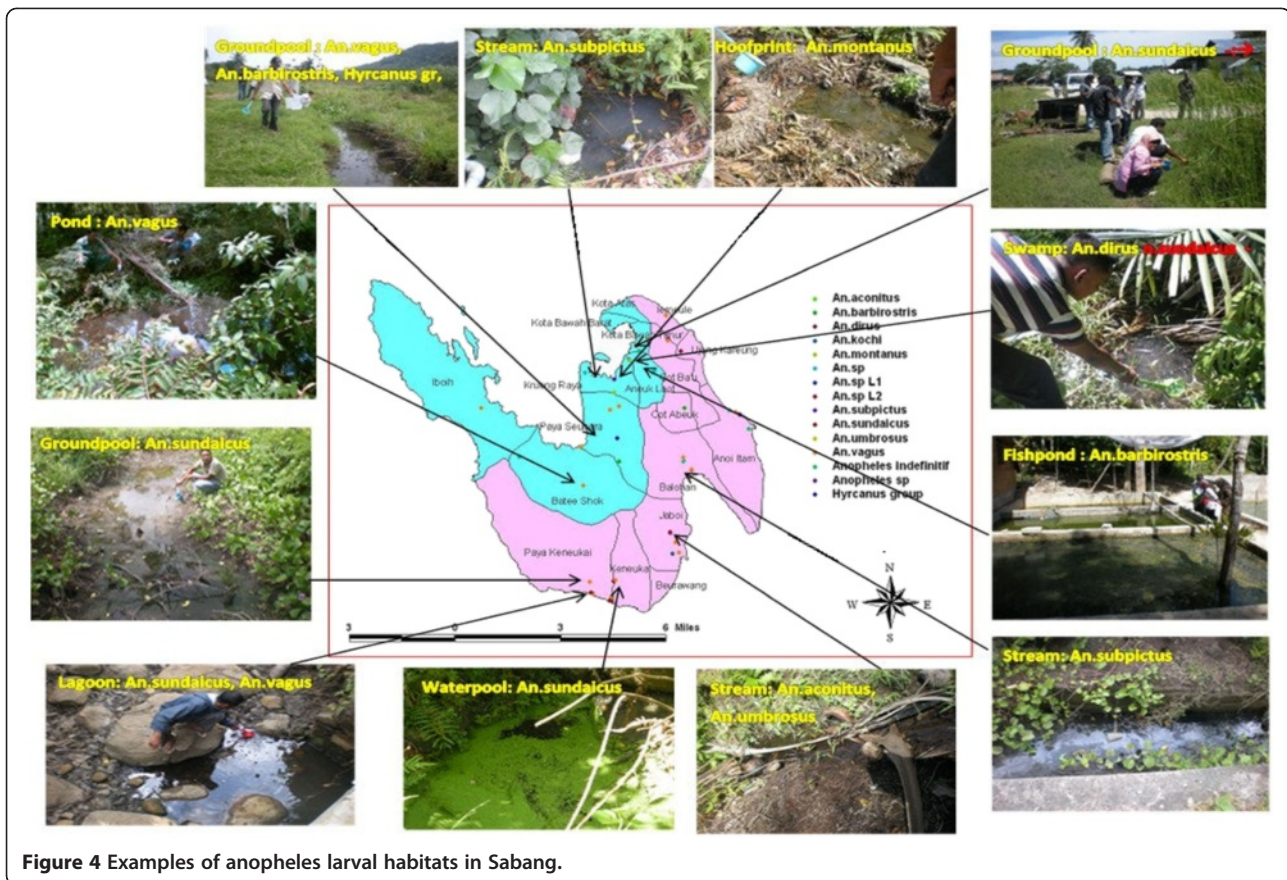 Groundpool : An.vagus,
An.barbirostris, Hyrcanus gr,
Stream: An.subpictus
Hoofprint: An.montanus
Groundpool : An.sundaicus
Pond : An.vagus
Swamp: An.dirus
Groundpool: An.sundaicus
Fishpond : An.barbirostris
Lagoon: An.sundaicus, An.vagus
Waterpool: An.sundaicus
Stream: An.aconitus,
An.umbrosus
Stream: An.subpictus
Kota Atas
Kota Bawah Barat
Iboih
Krueng Raya
Aneuk Laot
Cot Abeuk
Anoi Itam
Batee Shok
Balohan
Jaboi
Paya Keneukai
Keneukai
Beurawang
An.aconitus
An.barbirostris
An.dirus
An.kochi
An.montanus
An.sp
An.sp L1
An.sp L2
An.subpictus
An.sundaicus
An.umbrosus
An.vagus
Anopheles indefinitif
Anopheles sp
Hyrcanus group
N
W E
S
3 0 3 6 Miles
Figure 4 Examples of anopheles larval habitats in Sabang.